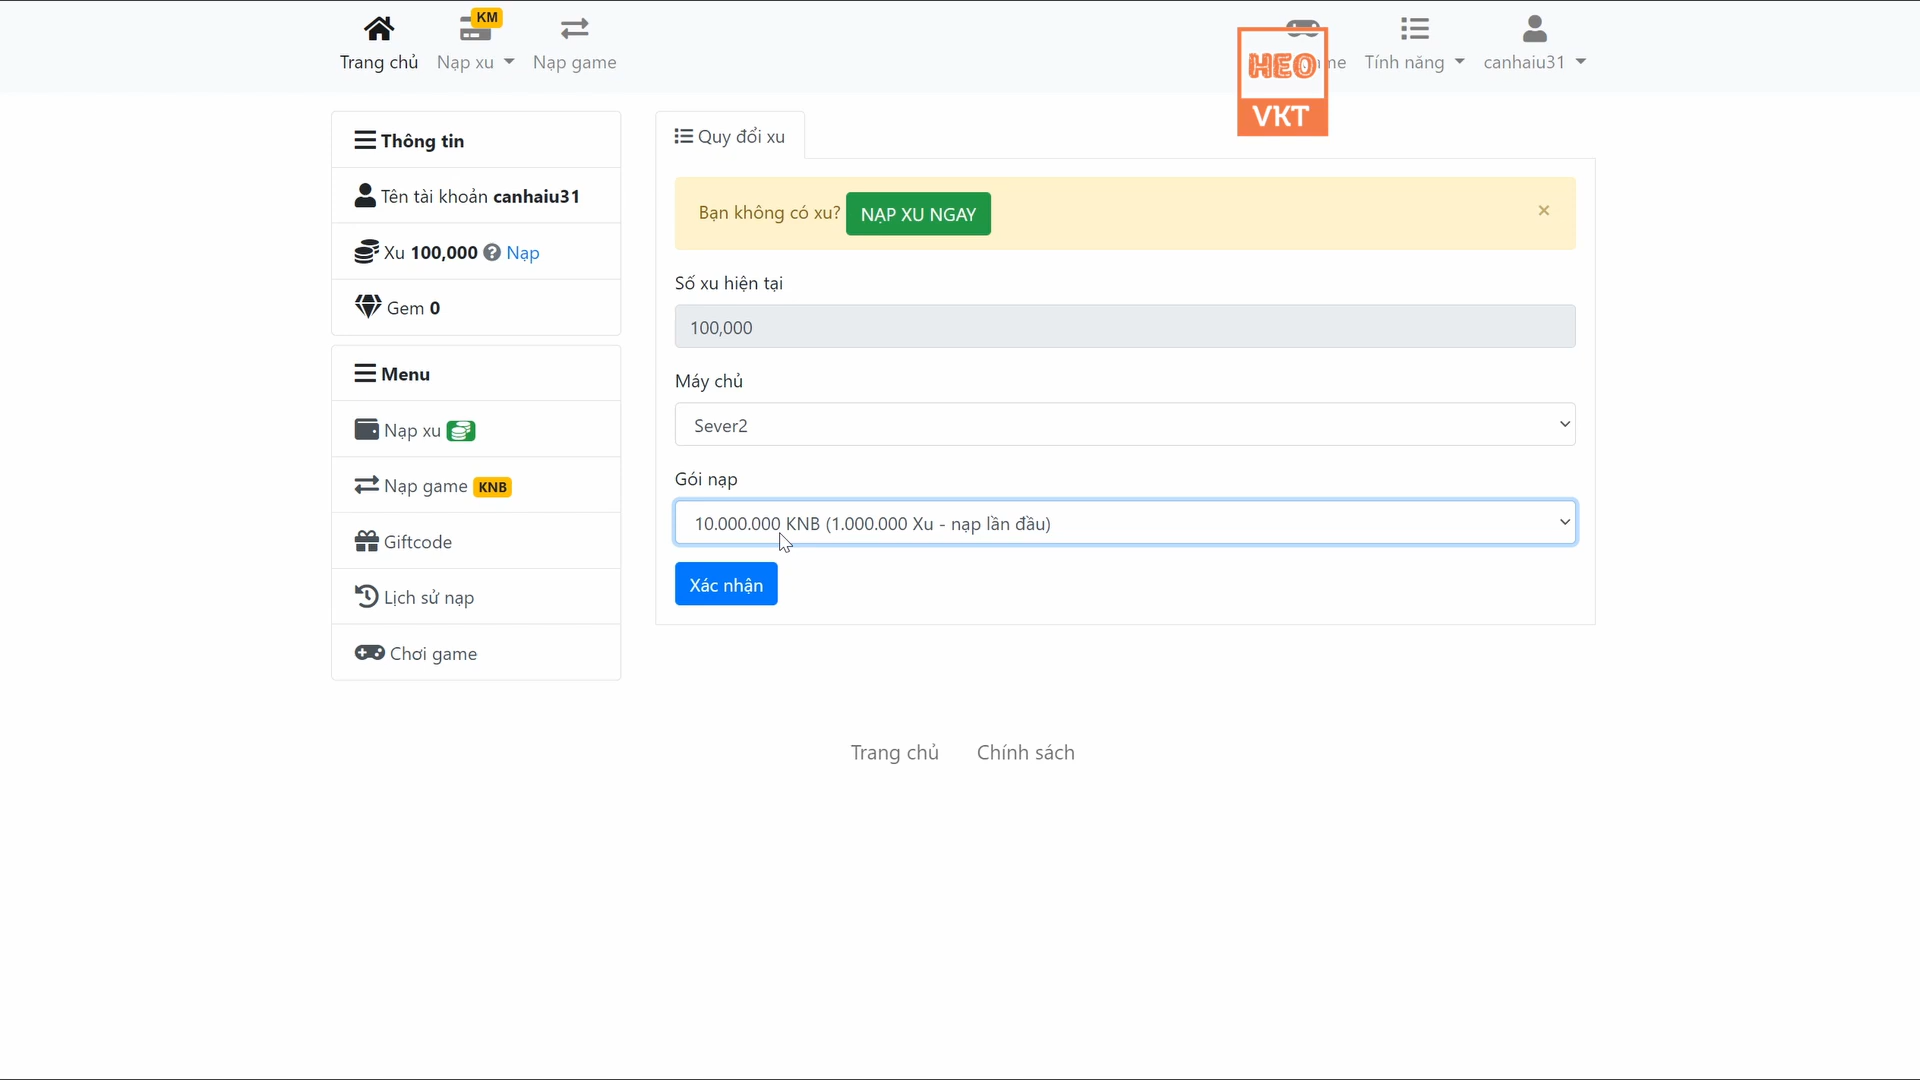 KM
Trang chủ
Nạp xu
Nạp game
me
Tính năng
canhaiu31
HEO
VKT
Thông tin
Tên tài khoản canhaiu31
Xu 100,000 Nạp
Gem 0
Menu
Nạp xu
Nạp game KNB
Giftcode
Lịch sử nạp
Chơi game
Quy đổi xu
Bạn không có xu? NẠP XU NGAY ×
Số xu hiện tại
100,000
Máy chủ
Sever2
Gói nạp
10.000.000 KNB (1.000.000 Xu - nạp lần đầu)
Xác nhận
Trang chủ
Chính sách